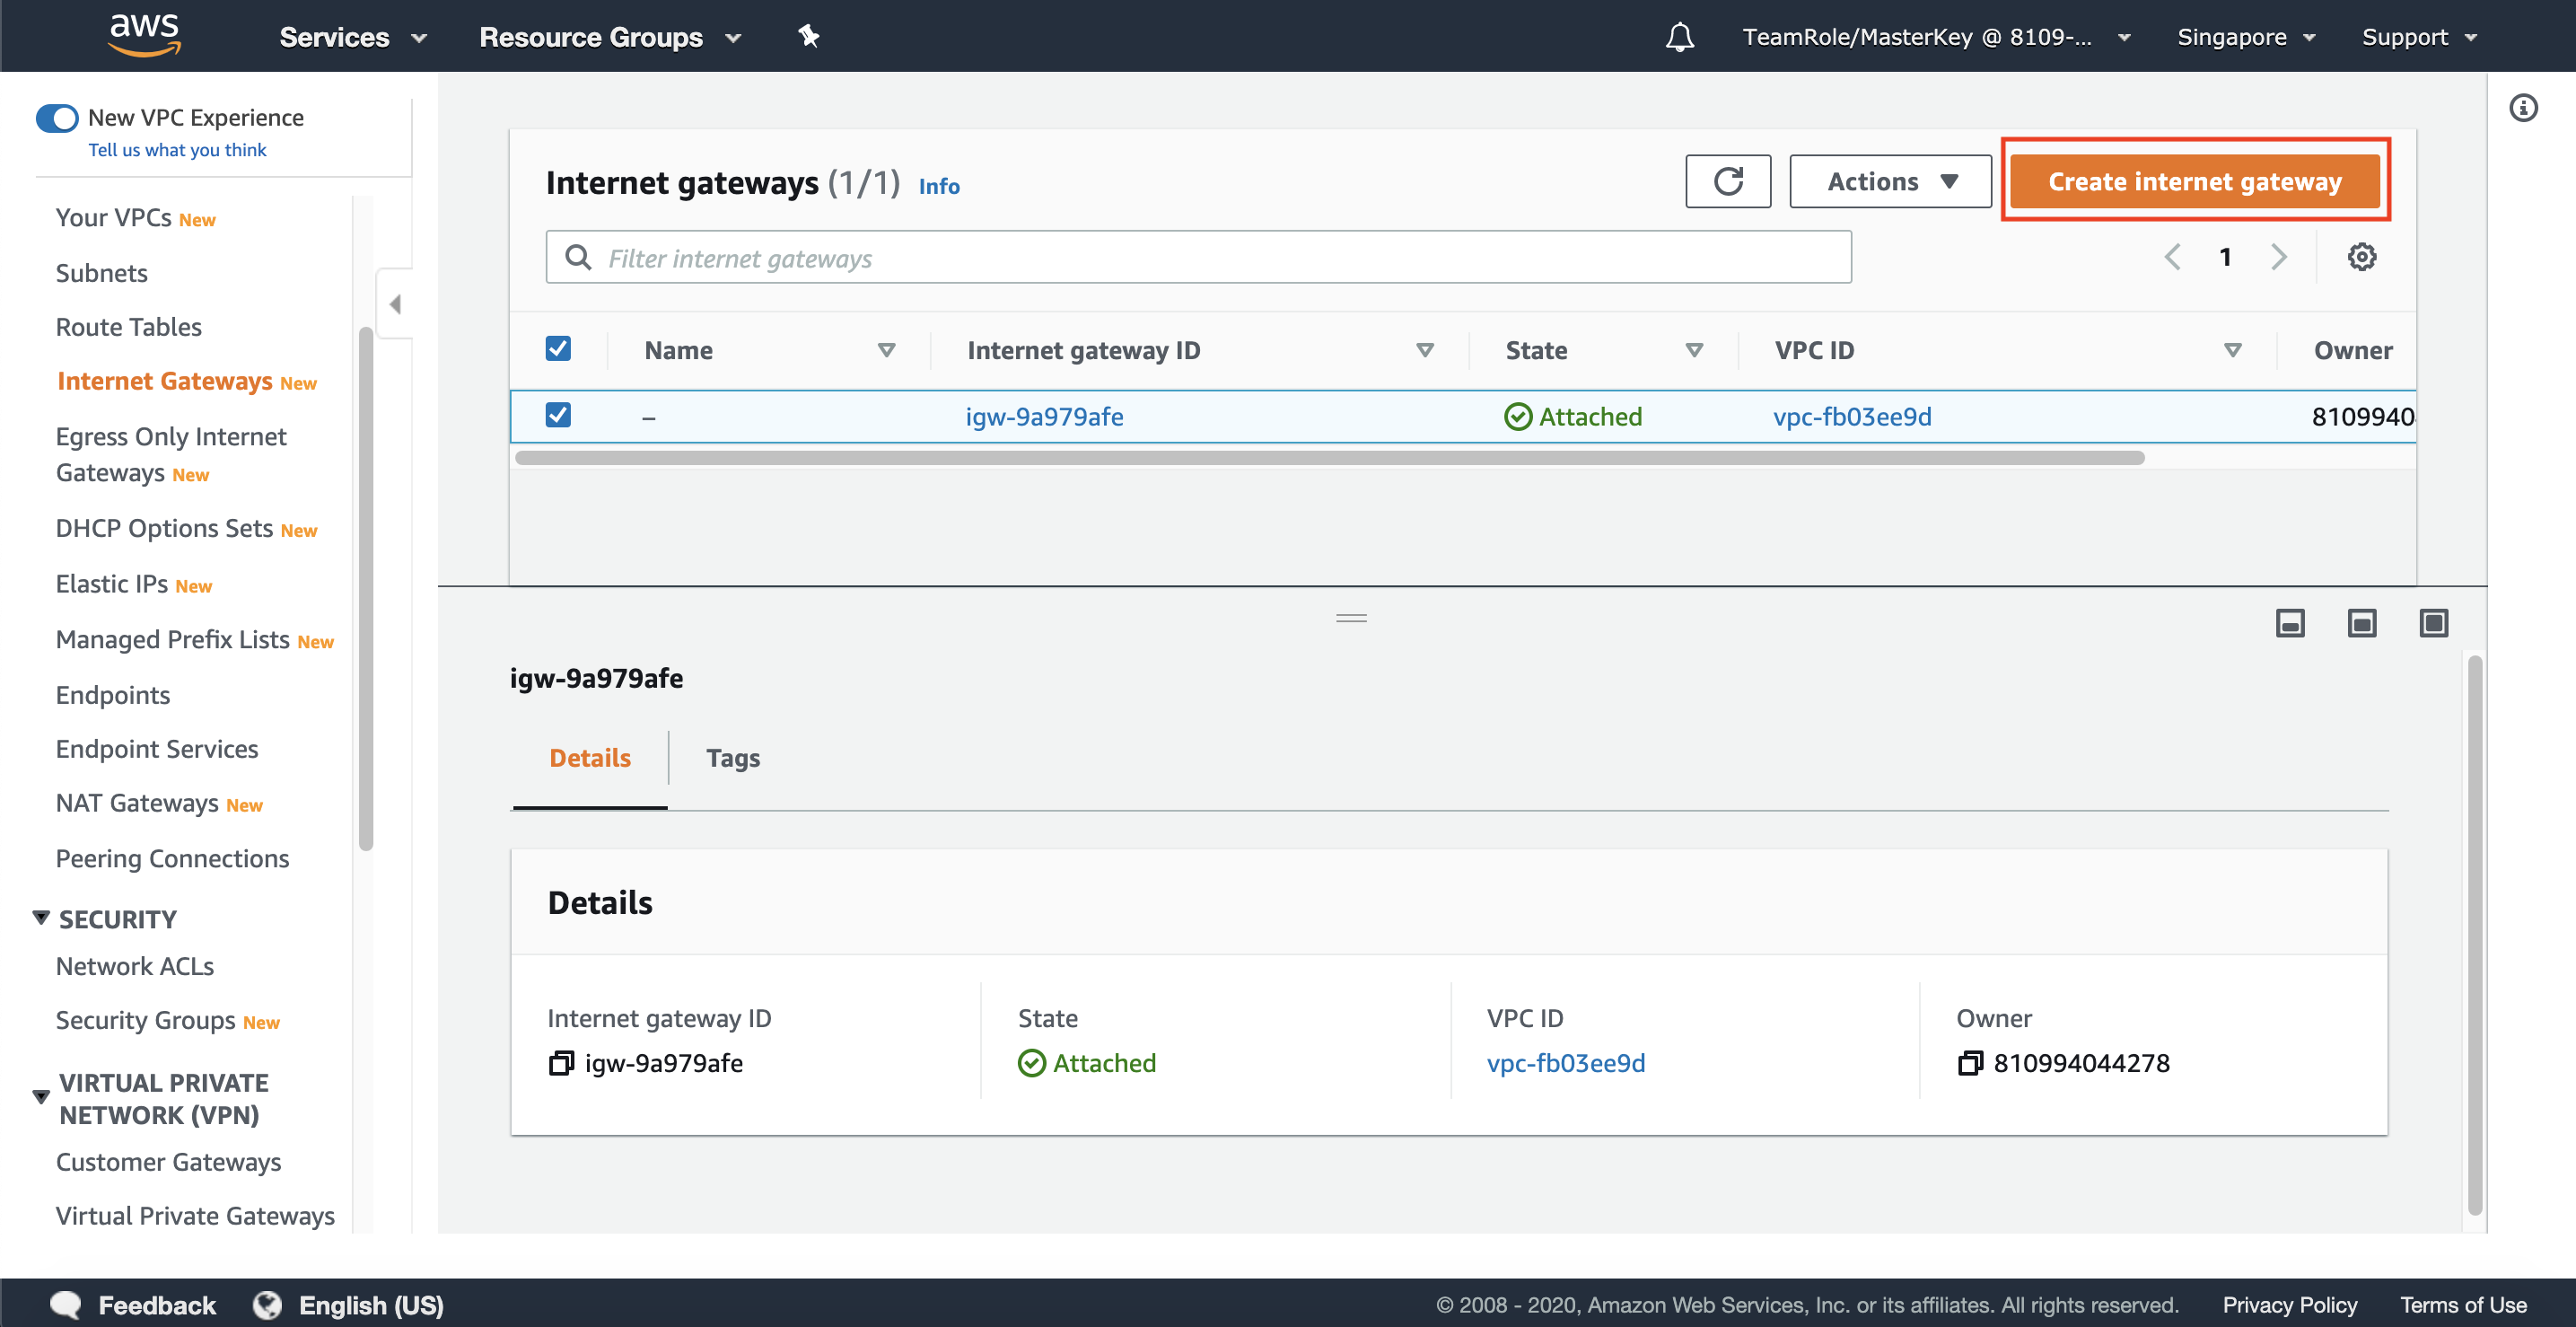 aws
Services
Resource Groups
TeamRole/MasterKey @ 8109-...
Singapore
Support
New VPC Experience
Tell us what you think
Your VPCs New
Subnets
Route Tables
Internet Gateways New
Egress Only Internet
Gateways New
DHCP Options Sets New
Elastic IPs New
Managed Prefix Lists New
Endpoints
Endpoint Services
NAT Gateways New
Peering Connections
SECURITY
Network ACLs
Security Groups New
VIRTUAL PRIVATE
NETWORK (VPN)
Customer Gateways
Virtual Private Gateways
Internet gateways (1/1) Info
Actions
Create internet gateway
Filter internet gateways
1
Name Internet gateway ID State VPC ID Owner
– igw-9a979afe Attached vpc-fb03ee9d 8109940
igw-9a979afe
Details Tags
Details
Internet gateway ID State VPC ID Owner
igw-9a979afe Attached vpc-fb03ee9d 810994044278
Feedback English (US)
© 2008 - 2020, Amazon Web Services, Inc. or its affiliates. All rights reserved. Privacy Policy Terms of Use